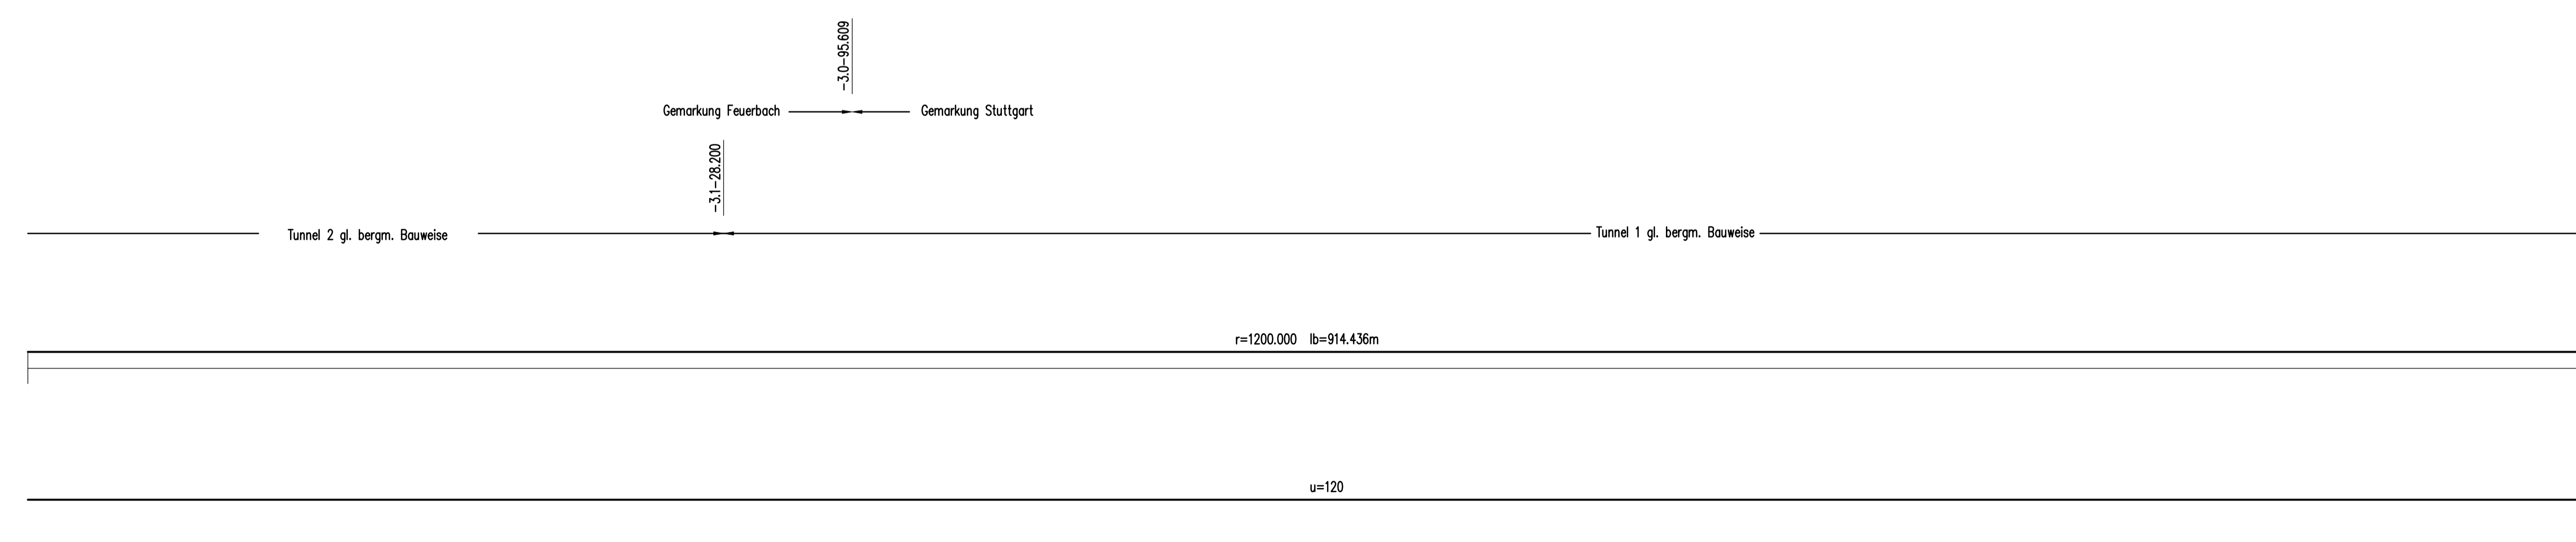 -3.0-95.609
Gemarkung Feuerbach
Gemarkung Stuttgart
-3.1-28.200
Tunnel 2 gl. bergm. Bauweise
Tunnel 1 gl. bergm. Bauweise
r=1200.000 lb=914.436m
u=120